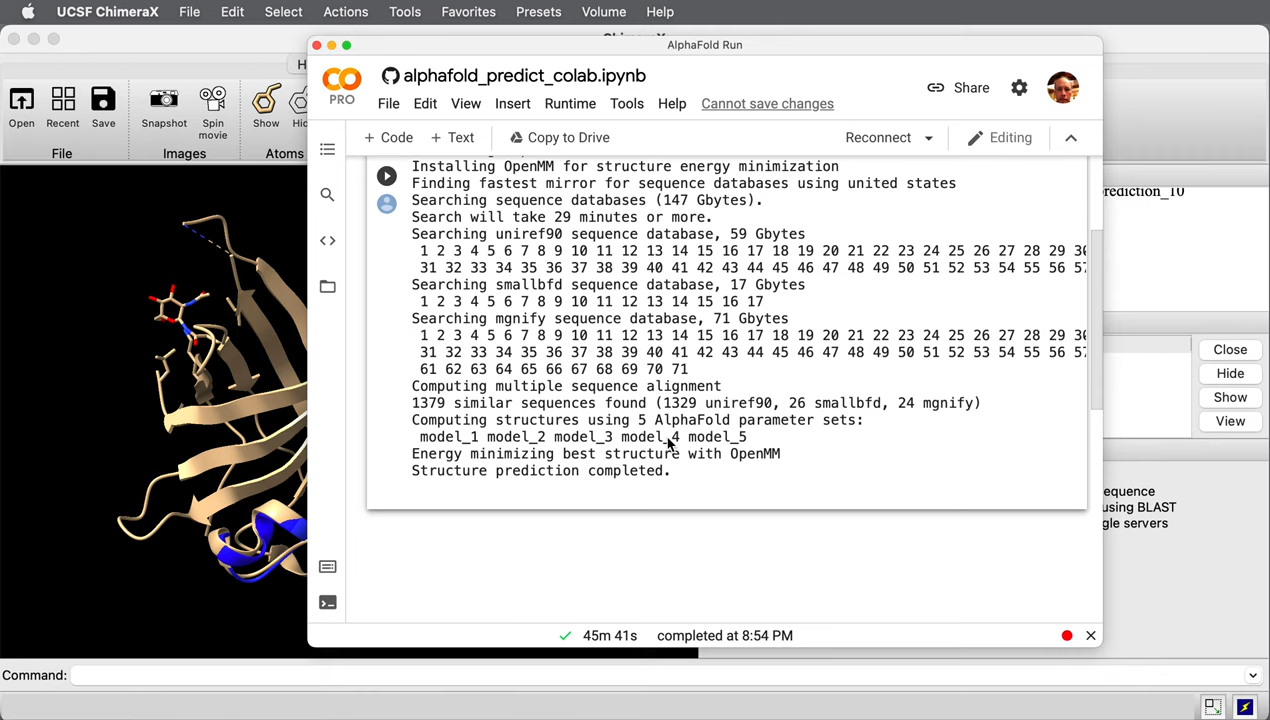 UCSF ChimeraX File Edit Select Actions Tools Favorites Presets Volume Help
AlphaFold Run
alphafold_predict_colab.ipynb
PRO
File Edit View Insert Runtime Tools Help Cannot save changes
Share
+ Code + Text Copy to Drive Reconnect Editing
Open Recent Save Snapshot Spin movie Show
File Images Atoms
Installing OpenMM for structure energy minimization
Finding fastest mirror for sequence databases using united states
Searching sequence databases (147 Gbytes).
Search will take 29 minutes or more.
Searching uniref90 sequence database, 59 Gbytes
1 2 3 4 5 6 7 8 9 10 11 12 13 14 15 16 17 18 19 20 21 22 23 24 25 26 27 28 29
31 32 33 34 35 36 37 38 39 40 41 42 43 44 45 46 47 48 49 50 51 52 53 54 55 56
Searching smallbfd sequence database, 17 Gbytes
1 2 3 4 5 6 7 8 9 10 11 12 13 14 15 16 17
Searching mgnify sequence database, 71 Gbytes
1 2 3 4 5 6 7 8 9 10 11 12 13 14 15 16 17 18 19 20 21 22 23 24 25 26 27 28 29
31 32 33 34 35 36 37 38 39 40 41 42 43 44 45 46 47 48 49 50 51 52 53 54 55 56
61 62 63 64 65 66 67 68 69 70 71
Computing multiple sequence alignment
1379 similar sequences found (1329 uniref90, 26 smallbfd, 24 mgnify)
Computing structures using 5 AlphaFold parameter sets:
model_1 model_2 model_3 model_4 model_5
Energy minimizing best structure with OpenMM
Structure prediction completed.
45m 41s completed at 8:54 PM
rediction_10
Close
Hide
Show
View
equence
using BLAST
gle servers
Command: